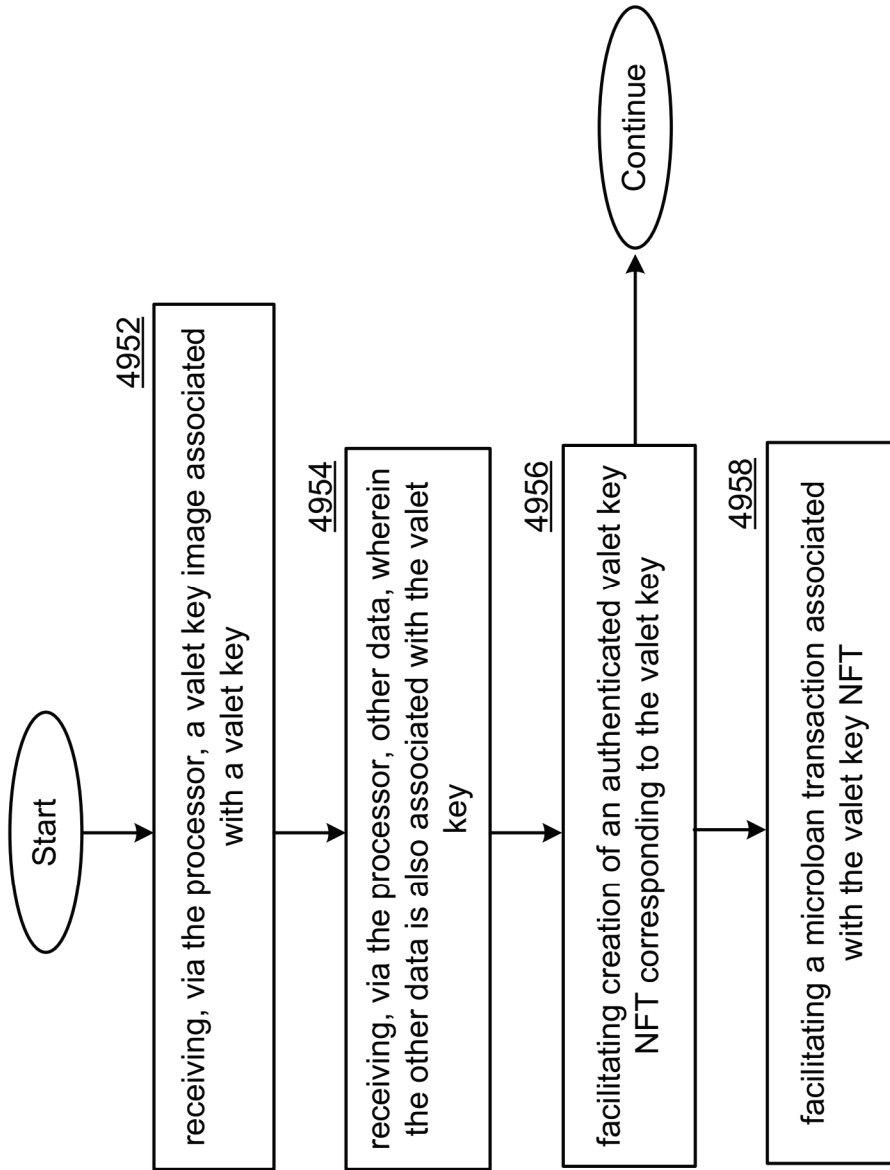 Start
4952
receiving, via the processor, a valet key image associated
with a valet key
4954
receiving, via the processor, other data, wherein
the other data is also associated with the valet
key
4956
facilitating creation of an authenticated valet key
NFT corresponding to the valet key
Continue
4958
facilitating a microloan transaction associated
with the valet key NFT